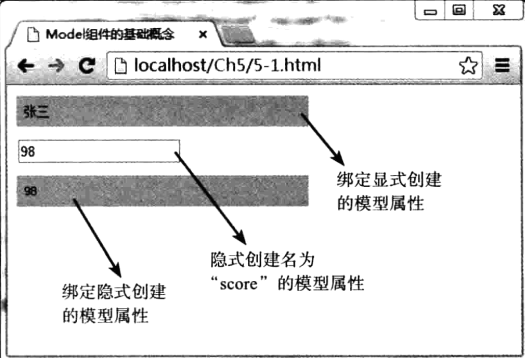 Model组件的基础概念
localhost/Ch5/5-1.html
张三
98
98
绑定显式创建
的模型属性
隐式创建名为
“score”的模型属性
绑定隐式创建
的模型属性